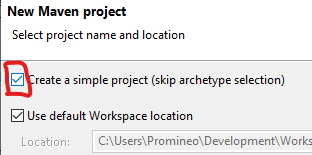 New Maven project
Select project name and location
Create a simple project (skip archetype selection)
Use default Workspace location
Location: C:\Users\Promineo\Development\Works